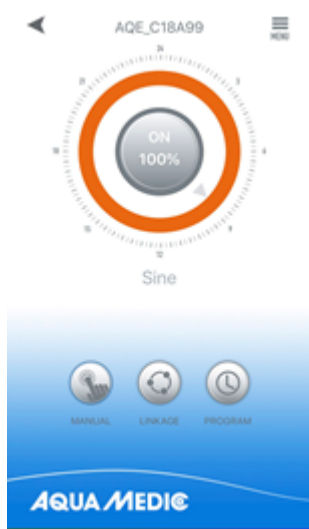 AQE_C18A99
MENU
24
21
3
18
6
15
9
12
ON
100%
Sine
MANUAL
LINKAGE
PROGRAM
AQUA MEDIC